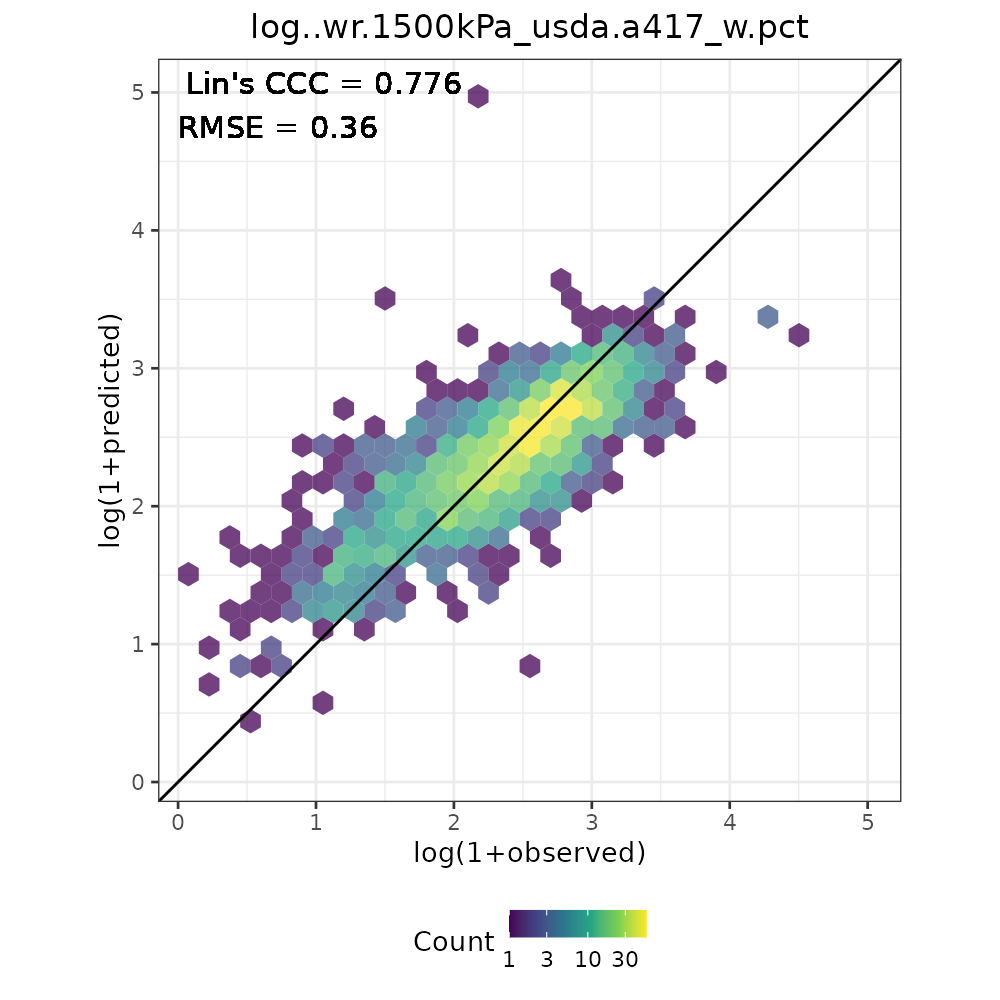 log..wr.1500kPa_usda.a417_w.pct
Lin's CCC = 0.776
RMSE = 0.36
5
4
3
2
1
0
log(1+predicted)
0 1 2 3 4 5
log(1+observed)
Count
1 3 10 30